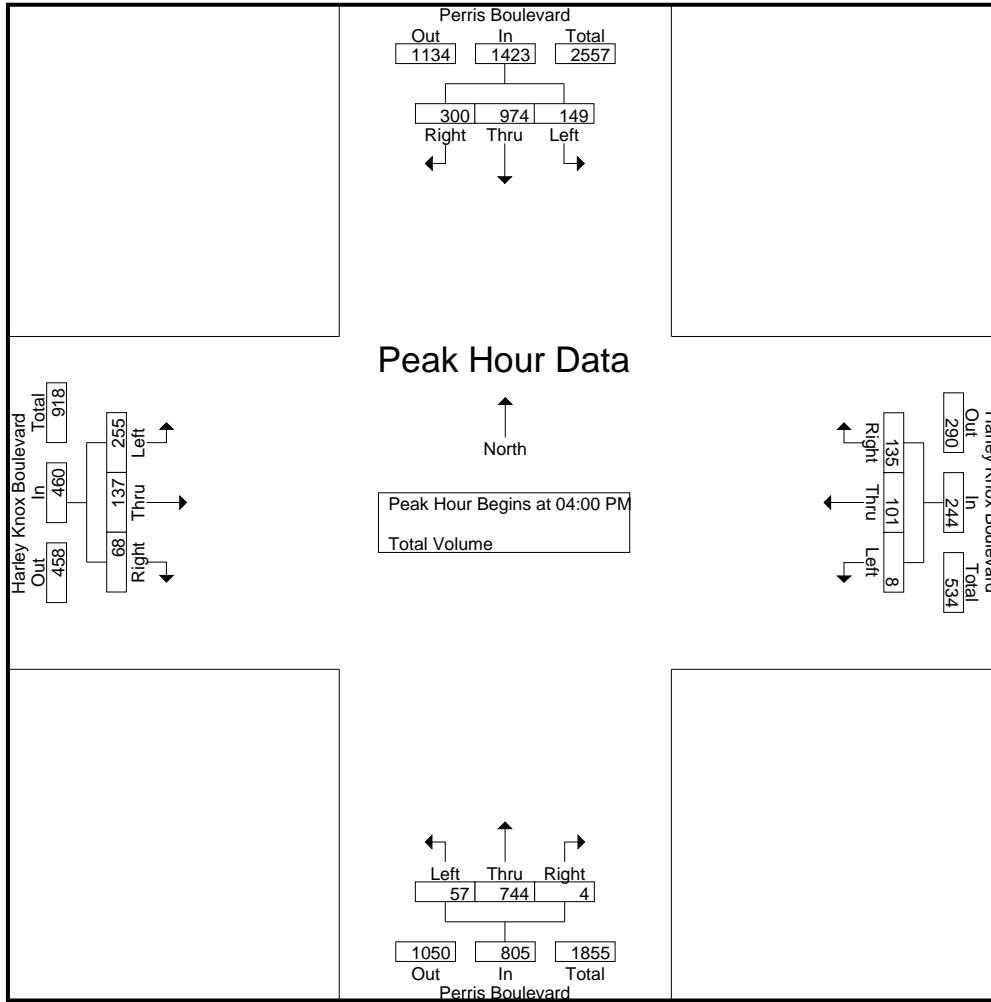 Perris Boulevard
Out In Total
1134 1423 2557
300 974 149
Right Thru Left
Peak Hour Data
North
Peak Hour Begins at 04:00 PM
Total Volume
Harley Knox Boulevard
Total In Out
918 460 458
255 137 68
Left Thru Right
Harley Knox Boulevard
Out In Total
290 244 534
135 101 8
Right Thru Left
Left Thru Right
57 744 4
1050 805 1855
Out In Total
Perris Boulevard